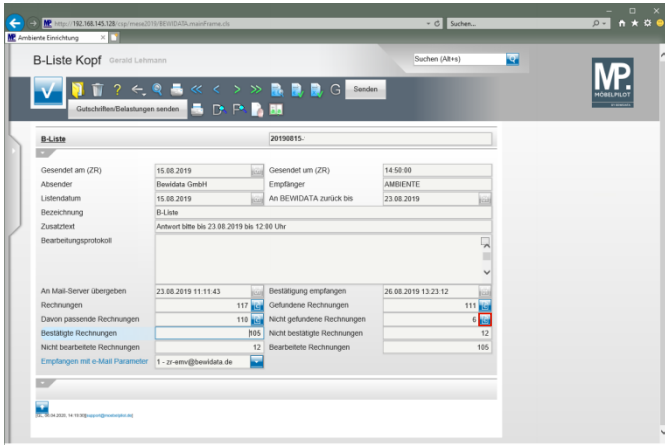 http://192.168.145.128/csp/mese2019/BEWIDATA.mainFrame.cls
Suchen...
Ambiente Einrichtung
B-Liste Kopf Gerald Lehmann
Suchen (Alt+s)
MP.
MÖBELPILOT
G
Senden
Gutschriften/Belastungen senden
B-Liste 20190815-
Gesendet am (ZR) 15.08.2019 Gesendet um (ZR) 14:50:00
Absender Bewidata GmbH Empfänger AMBIENTE
Listendatum 15.08.2019 An BEWIDATA zurück bis 23.08.2019
Bezeichnung B-Liste
Zusatztext Antwort bitte bis 23.08.2019 bis 12:00 Uhr
Bearbeitungsprotokoll
An Mail-Server übergeben 23.08.2019 11:11:43 Bestätigung empfangen 26.08.2019 13:23:12
Rechnungen 117 Gefundene Rechnungen 111
Davon passende Rechnungen 110 Nicht gefundene Rechnungen 6
Bestätigte Rechnungen 105 Nicht bestätigte Rechnungen 12
Nicht bearbeitete Rechnungen 12 Bearbeitete Rechnungen 105
Empfangen mit e-Mail Parameter 1 - zr-emv@bewidata.de